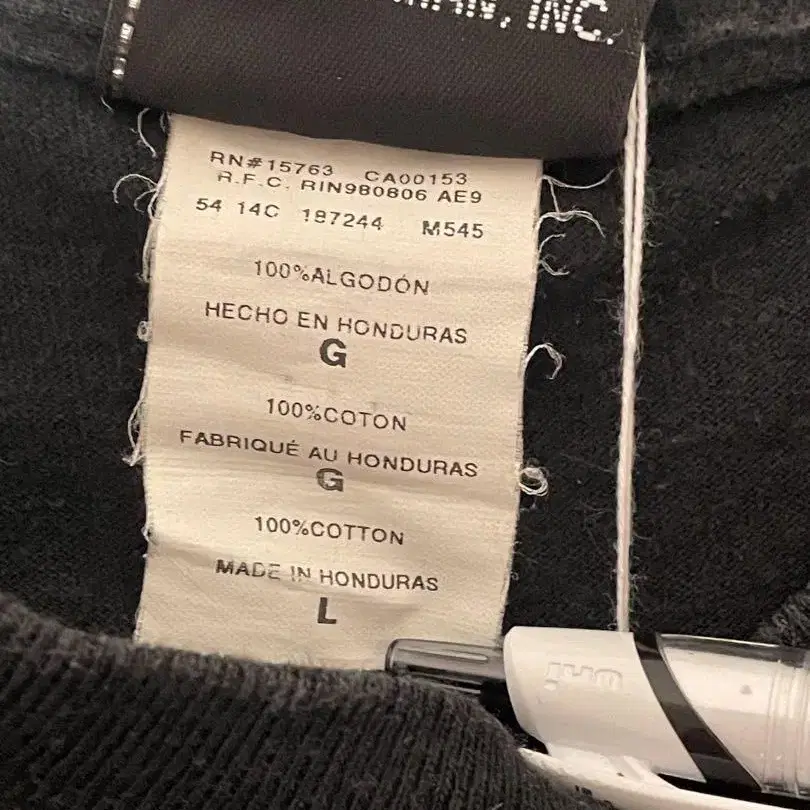 INC.
RN#15763 CA00153
R.F.C. RIN980806 AE9
54 14C 187244 M545
100%ALGODÓN
HECHO EN HONDURAS
G
100%COTON
FABRIQUÉ AU HONDURAS
G
100%COTTON
MADE IN HONDURAS
L